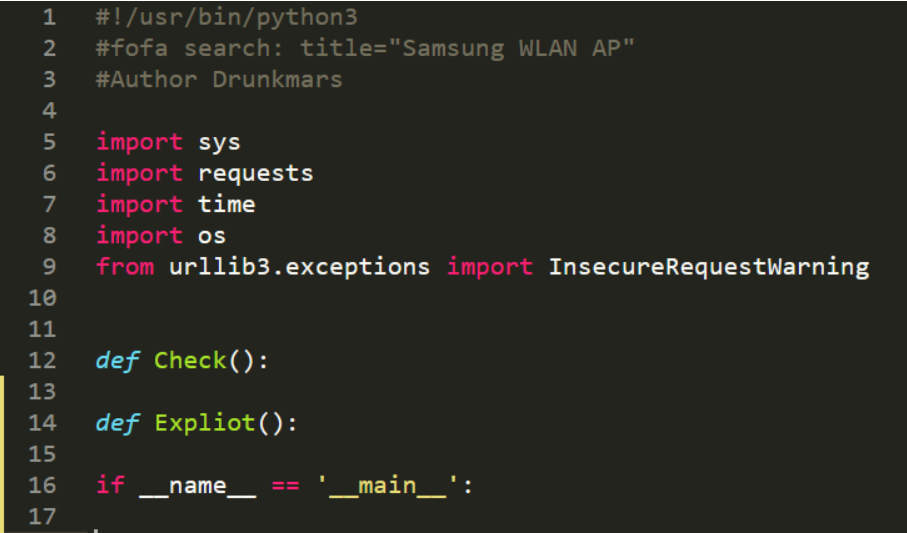 1 #!/usr/bin/python3
2 #fofa search: title="Samsung WLAN AP"
3 #Author Drunkmars
4
5 import sys
6 import requests
7 import time
8 import os
9 from urllib3.exceptions import InsecureRequestWarning
10
11
12 def Check():
13
14 def Expliot():
15
16 if __name__ == '__main__':
17